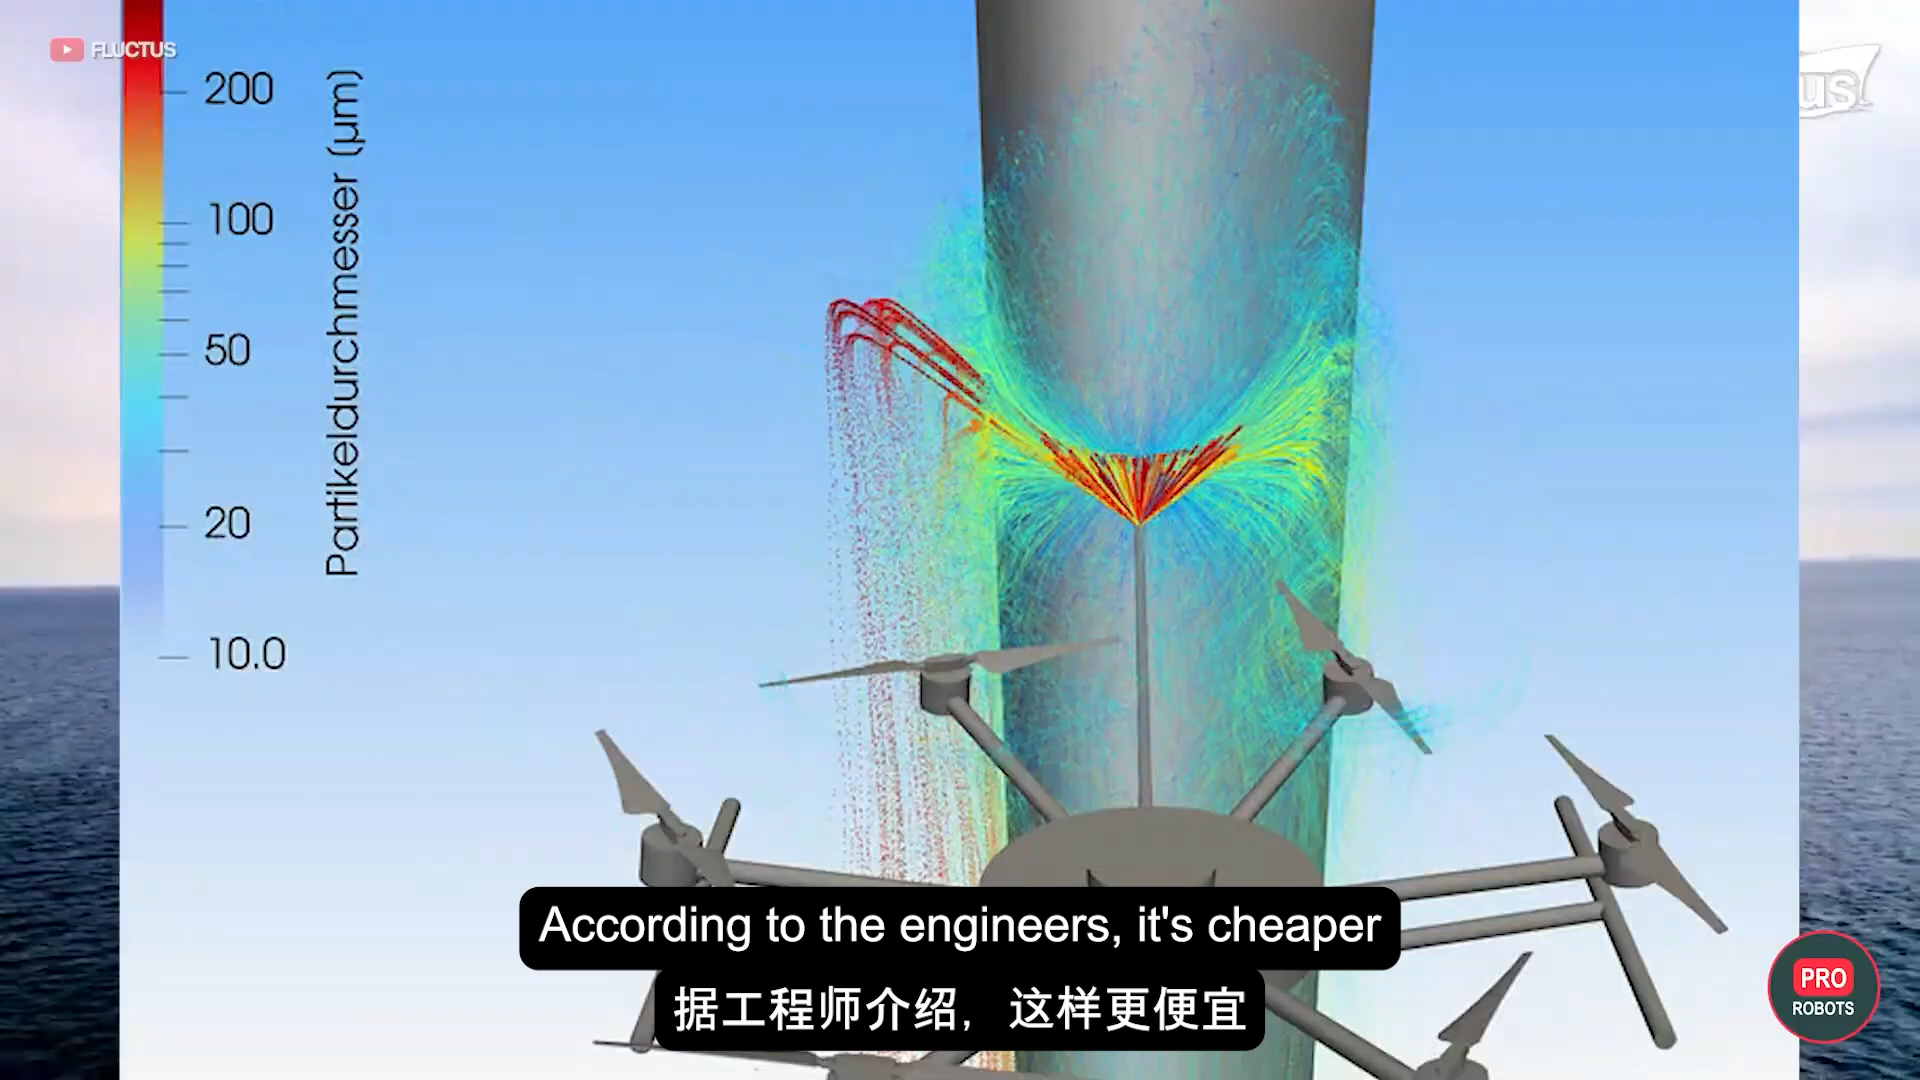 FLUCTUS
200
100
50
20
10.0
Partikeldurchmesser (µm)
us
According to the engineers, it's cheaper
据工程师介绍，这样更便宜
PRO
ROBOTS